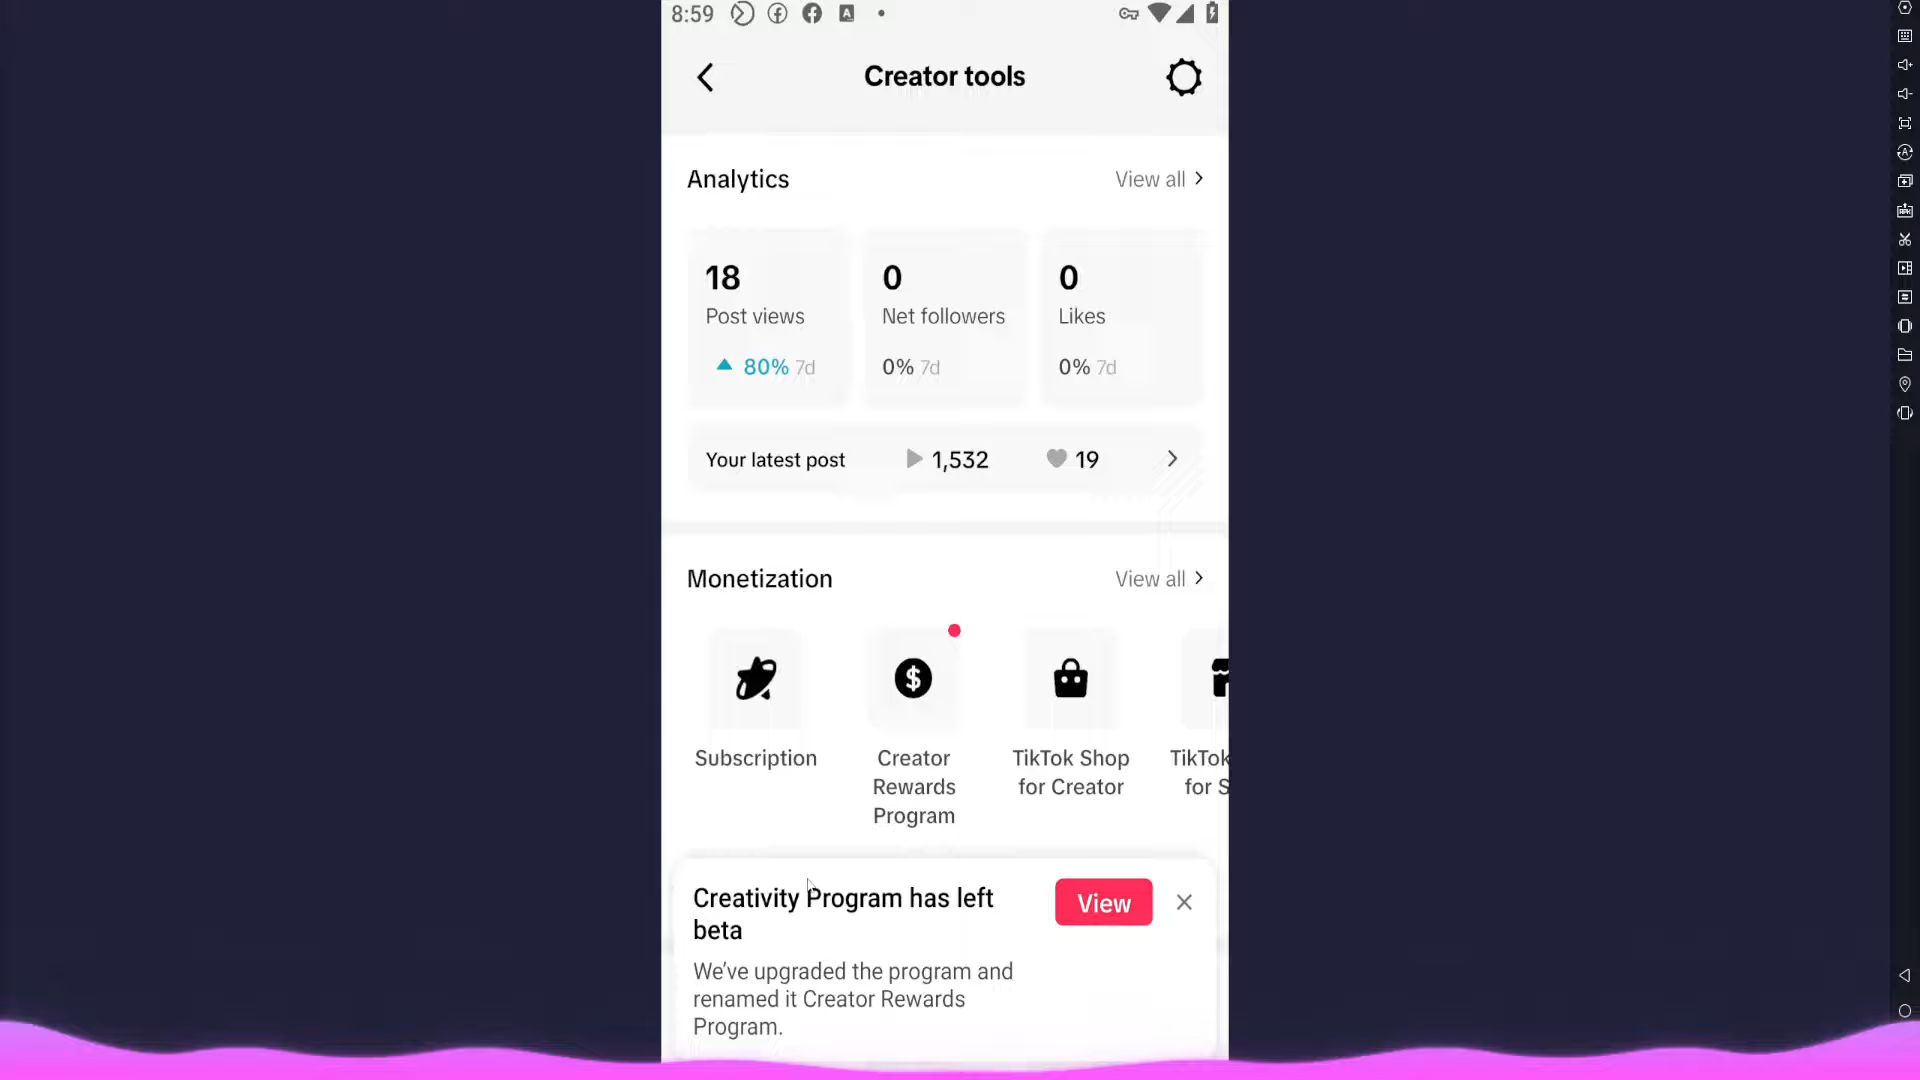 8:59
Creator tools
Analytics
View all
18
0
0
Post views
Net followers
Likes
80% 7d
0% 7d
0% 7d
Your latest post
1,532
19
Monetization
View all
$
Subscription
Creator
Rewards
Program
TikTok Shop
for Creator
TikTok
for S
Creativity Program has left
beta
View
We've upgraded the program and
renamed it Creator Rewards
Program.